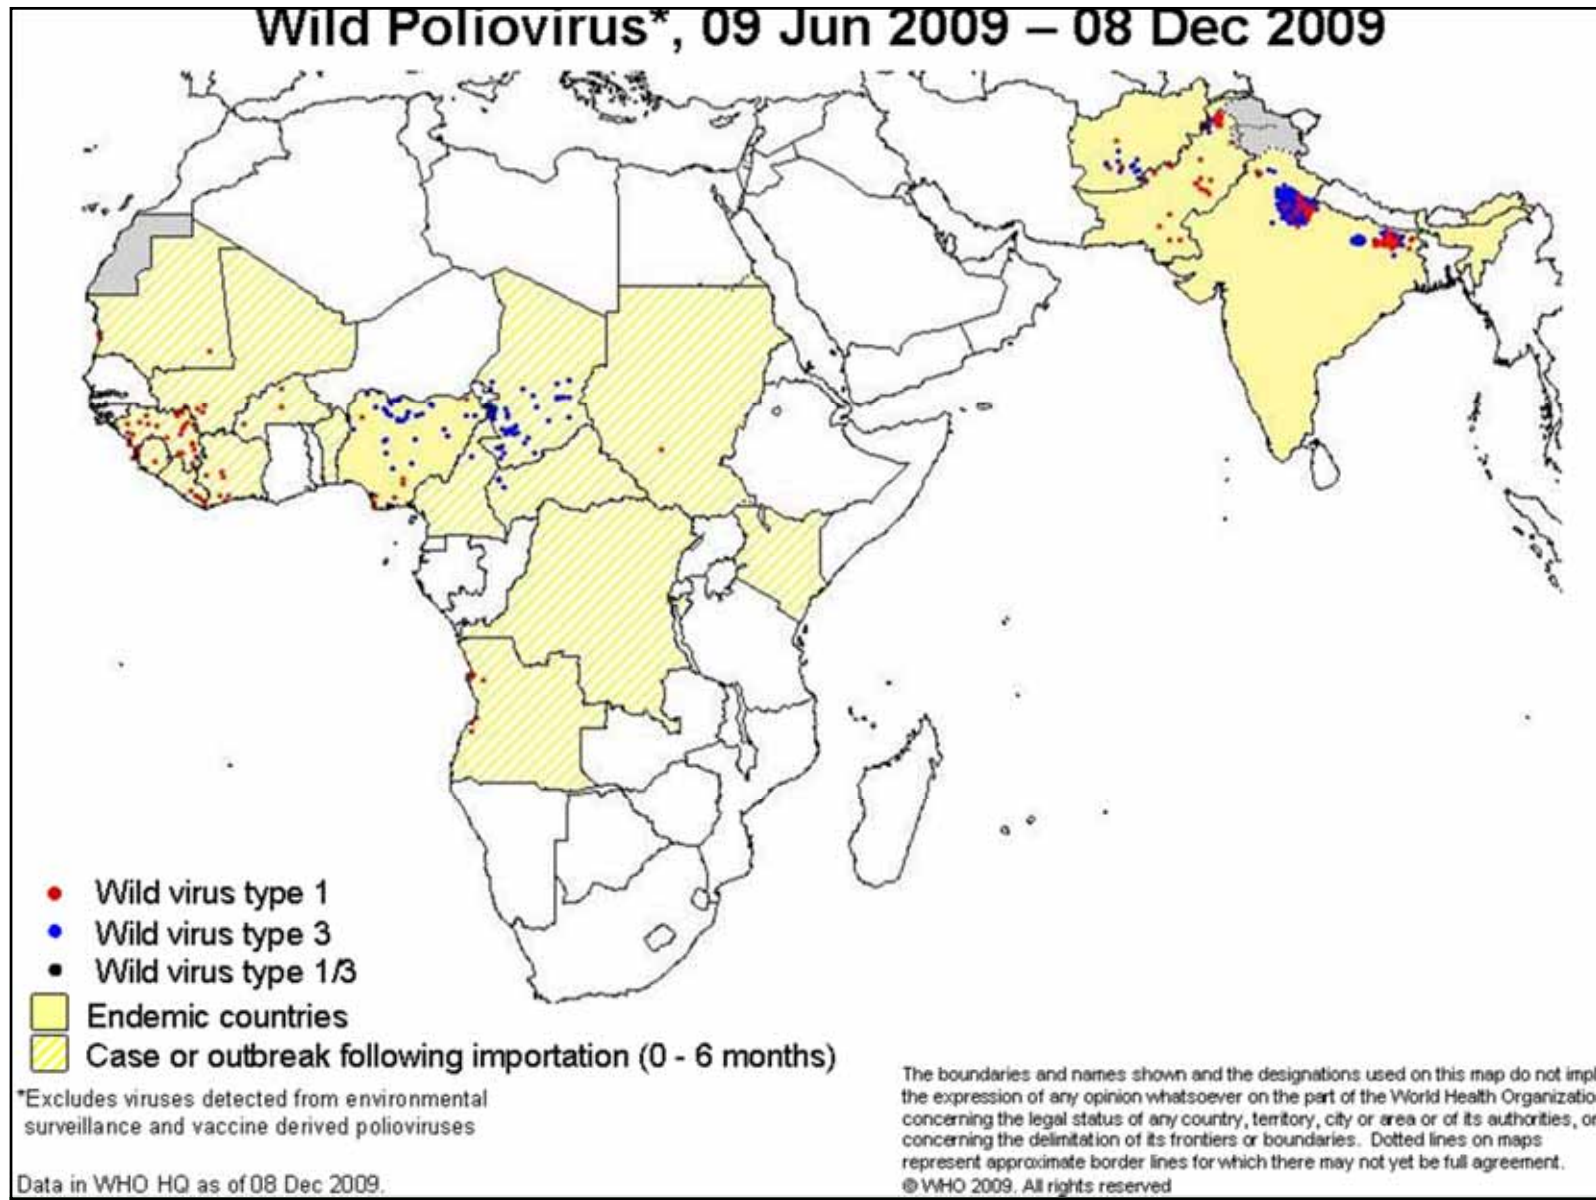 Wild Poliovirus*, 09 Jun 2009 – 08 Dec 2009
Wild virus type 1
Wild virus type 3
Wild virus type 1/3
Endemic countries
Case or outbreak following importation (0 - 6 months)
*Excludes viruses detected from environmental
surveillance and vaccine derived polioviruses
Data in WHO HQ as of 08 Dec 2009.
The boundaries and names shown and the designations used on this map do not impl
the expression of any opinion whatsoever on the part of the World Health Organizatio
concerning the legal status of any country, territory, city or area or of its authorities, or
concerning the delimitation of its frontiers or boundaries. Dotted lines on maps
represent approximate border lines for which there may not yet be full agreement.
© WHO 2009. All rights reserved